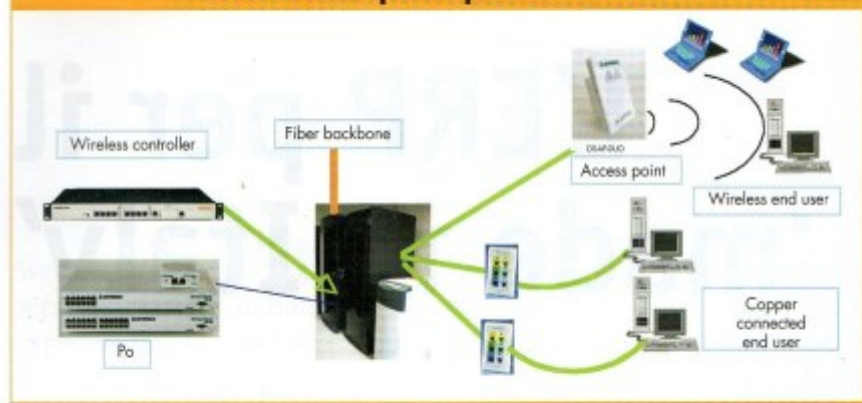 Wireless controller
Fiber backbone
Access point
Wireless end user
Po
Copper
connected
end user